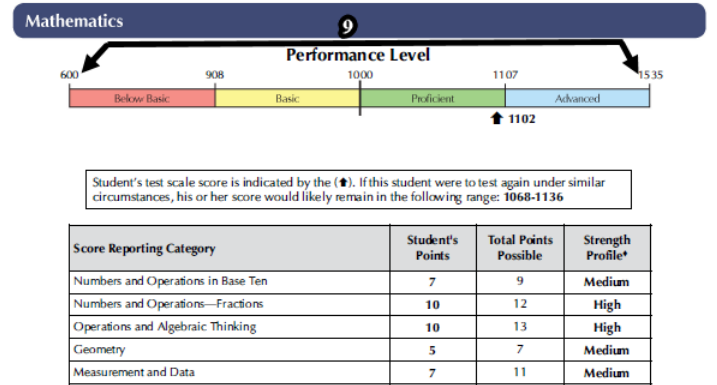 Mathematics
9
Performance Level
600 908 1000 1107 1535
Below Basic Basic Proficient Advanced
1102
Student's test scale score is indicated by the (⬆). If this student were to test again under similar
circumstances, his or her score would likely remain in the following range: 1068-1136
Score Reporting Category Student's Points Total Points Possible Strength Profile♦
Numbers and Operations in Base Ten 7 9 Medium
Numbers and Operations—Fractions 10 12 High
Operations and Algebraic Thinking 10 13 High
Geometry 5 7 Medium
Measurement and Data 7 11 Medium